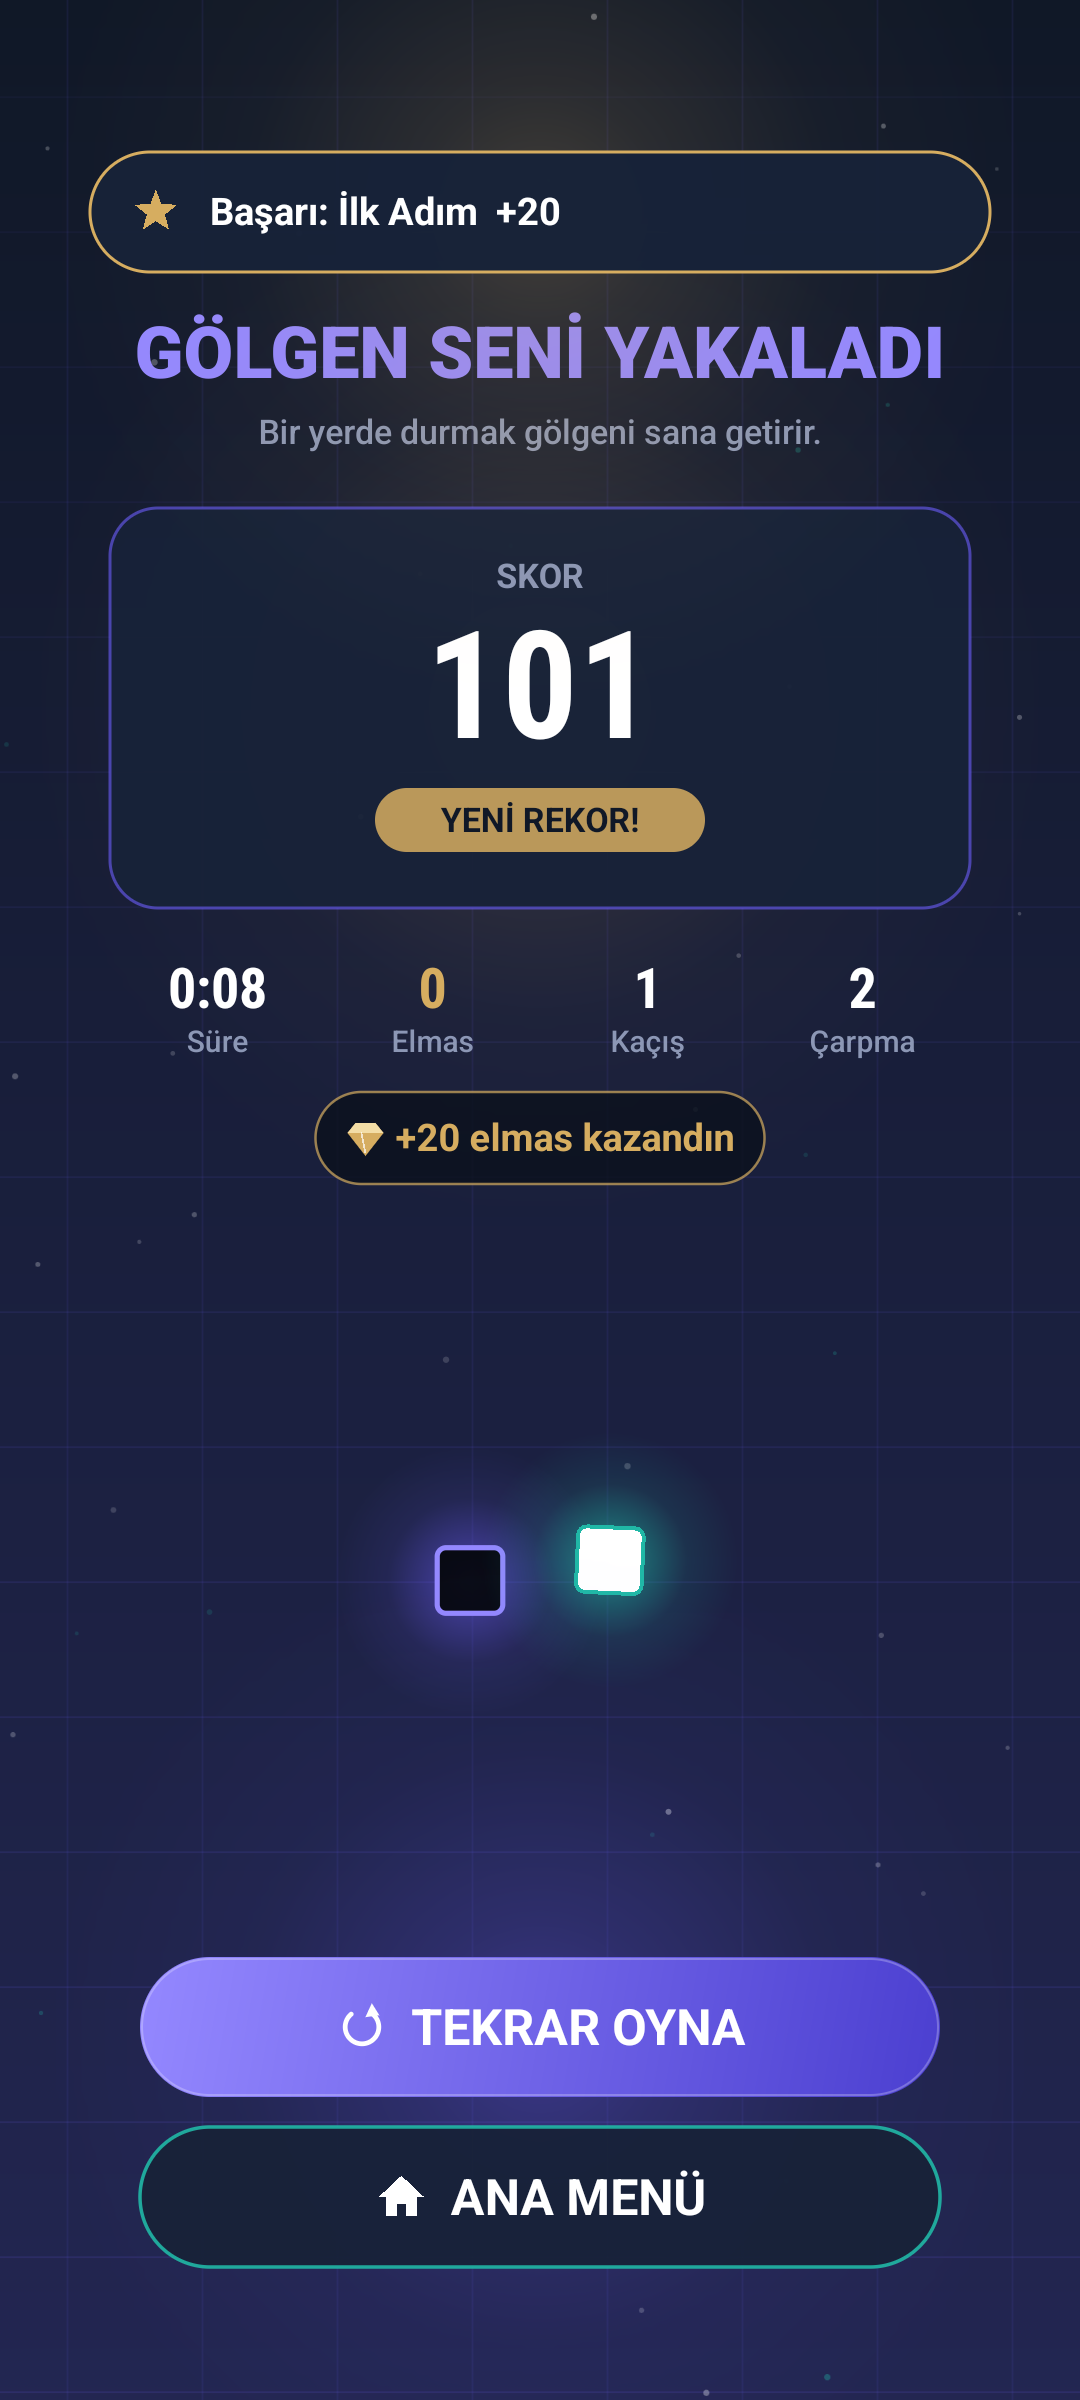 Başarı: İlk Adım +20
GÖLGEN SENİ YAKALADI
Bir yerde durmak gölgeni sana getirir.
SKOR
101
YENİ REKOR!
0:08 0 1 2
Süre Elmas Kaçış Çarpma
+20 elmas kazandın
TEKRAR OYNA
ANA MENÜ